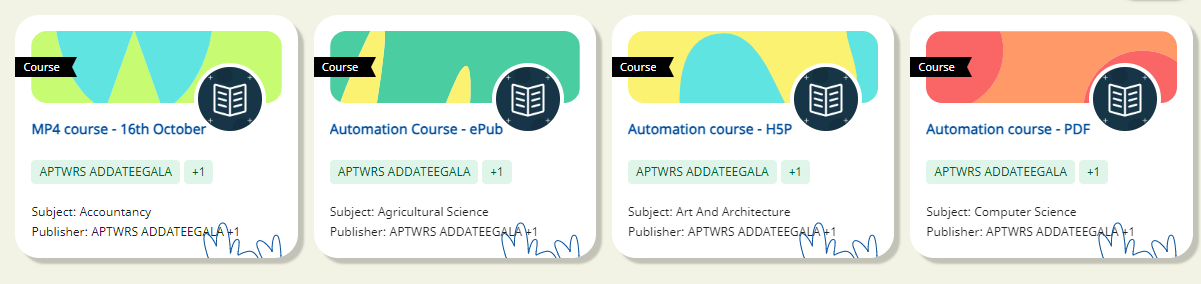 Course
MP4 course - 16th October
APTWRS ADDATEEGALA +1
Subject: Accountancy
Publisher: APTWRS ADDATEEGALA +1
Course
Automation Course - ePub
APTWRS ADDATEEGALA +1
Subject: Agricultural Science
Publisher: APTWRS ADDATEEGALA +1
Course
Automation course - H5P
APTWRS ADDATEEGALA +1
Subject: Art And Architecture
Publisher: APTWRS ADDATEEGALA +1
Course
Automation course - PDF
APTWRS ADDATEEGALA +1
Subject: Computer Science
Publisher: APTWRS ADDATEEGALA +1